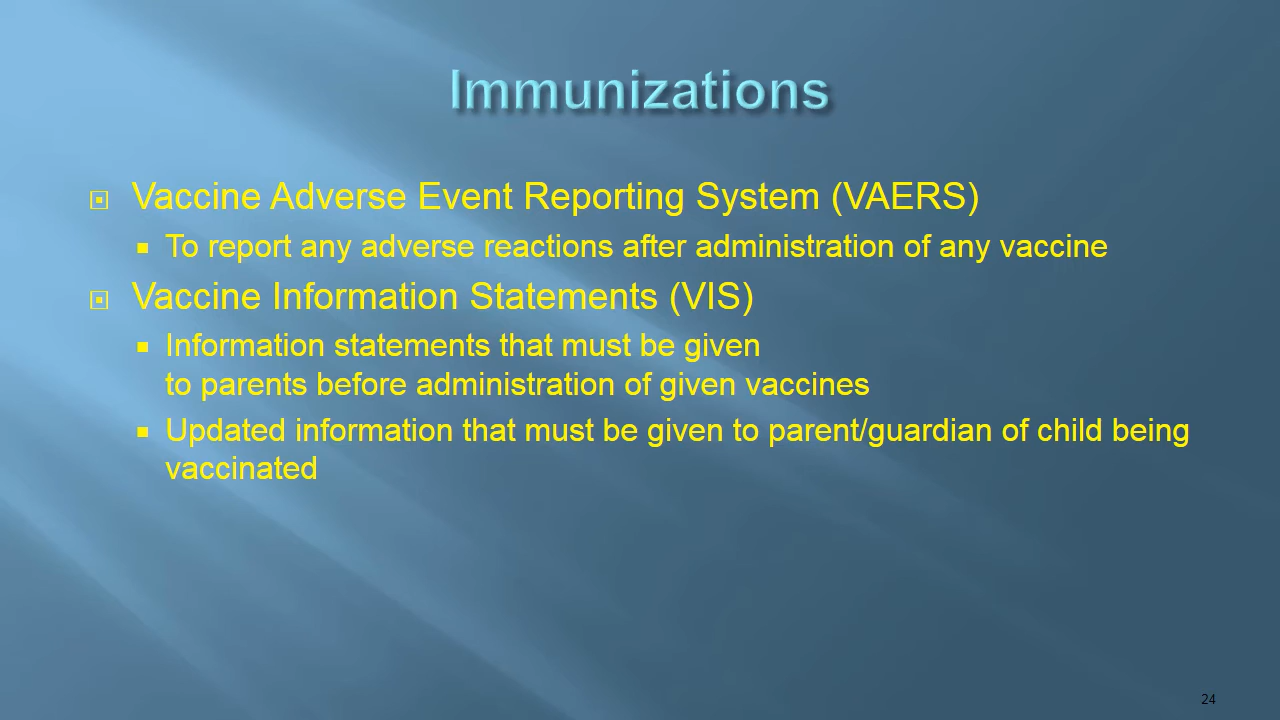 Immunizations
Vaccine Adverse Event Reporting System (VAERS)
To report any adverse reactions after administration of any vaccine
Vaccine Information Statements (VIS)
Information statements that must be given
to parents before administration of given vaccines
Updated information that must be given to parent/guardian of child being
vaccinated
24